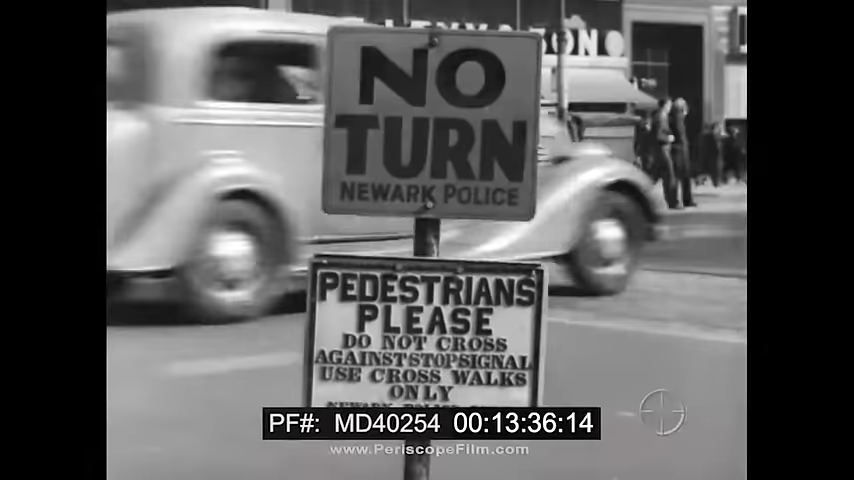 NO
TURN
NEWARK POLICE
PEDESTRIANS
PLEASE
DO NOT CROSS
AGAINST STOP SIGNAL
USE CROSS WALKS
ONLY
PF#: MD40254 00:13:36:14
www.PeriscopeFilm.com